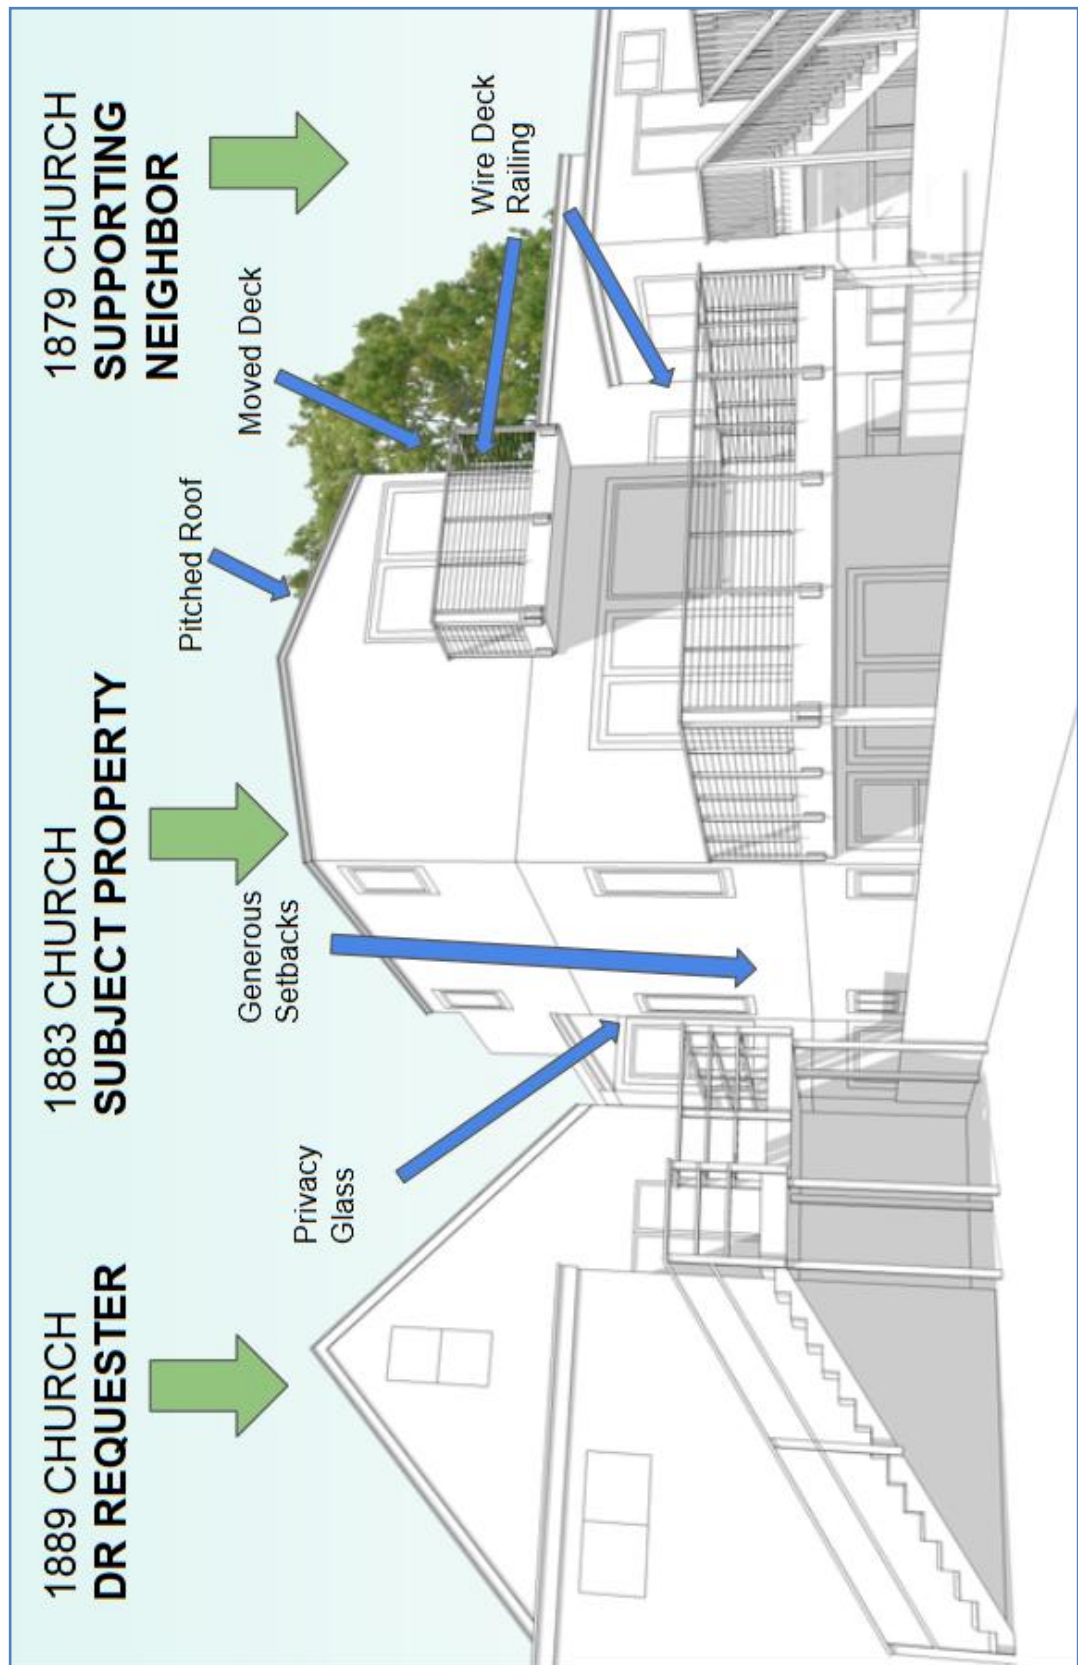 1889 CHURCH
DR REQUESTER
1883 CHURCH
SUBJECT PROPERTY
1879 CHURCH
SUPPORTING
NEIGHBOR
Privacy
Glass
Generous
Setbacks
Pitched Roof
Moved Deck
Wire Deck
Railing